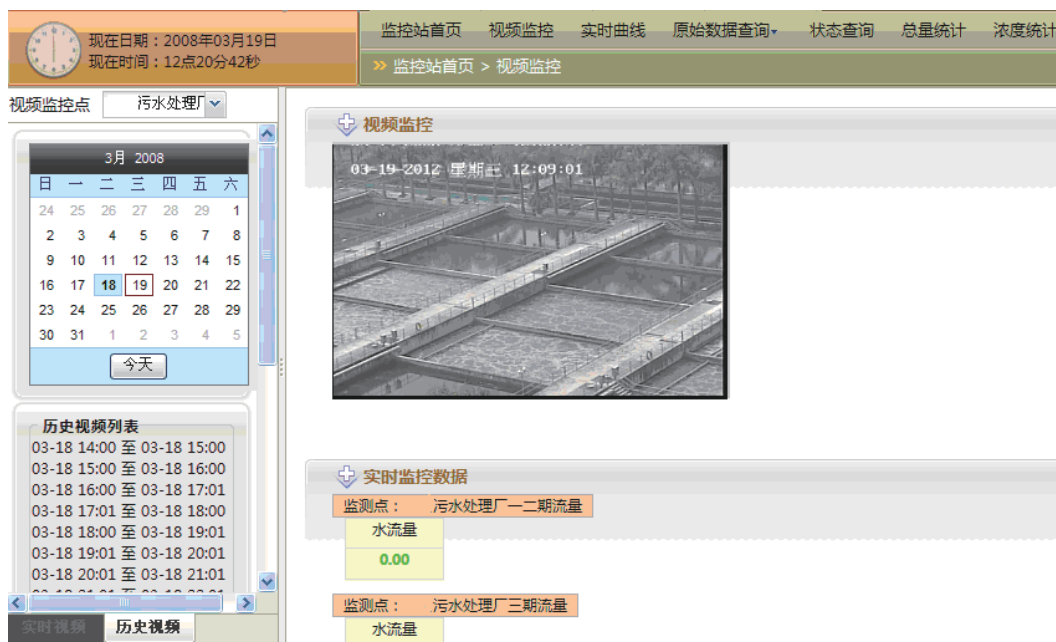 现在日期：2008年03月19日
现在时间：12点20分42秒
监控站首页 视频监控 实时曲线 原始数据查询 状态查询 总量统计 浓度统计
» 监控站首页 > 视频监控
视频监控点 污水处理厂
3月 2008
日 一 二 三 四 五 六
24 25 26 27 28 29 1
2 3 4 5 6 7 8
9 10 11 12 13 14 15
16 17 18 19 20 21 22
23 24 25 26 27 28 29
30 31 1 2 3 4 5
今天
历史视频列表
03-18 14:00 至 03-18 15:00
03-18 15:00 至 03-18 16:00
03-18 16:00 至 03-18 17:01
03-18 17:01 至 03-18 18:00
03-18 18:00 至 03-18 19:01
03-18 19:01 至 03-18 20:01
03-18 20:01 至 03-18 21:01
实时视频 历史视频
视频监控
03-19-2012 星期三 12:09:01
实时监控数据
监测点： 污水处理厂一二期流量
水流量
0.00
监测点： 污水处理厂三期流量
水流量